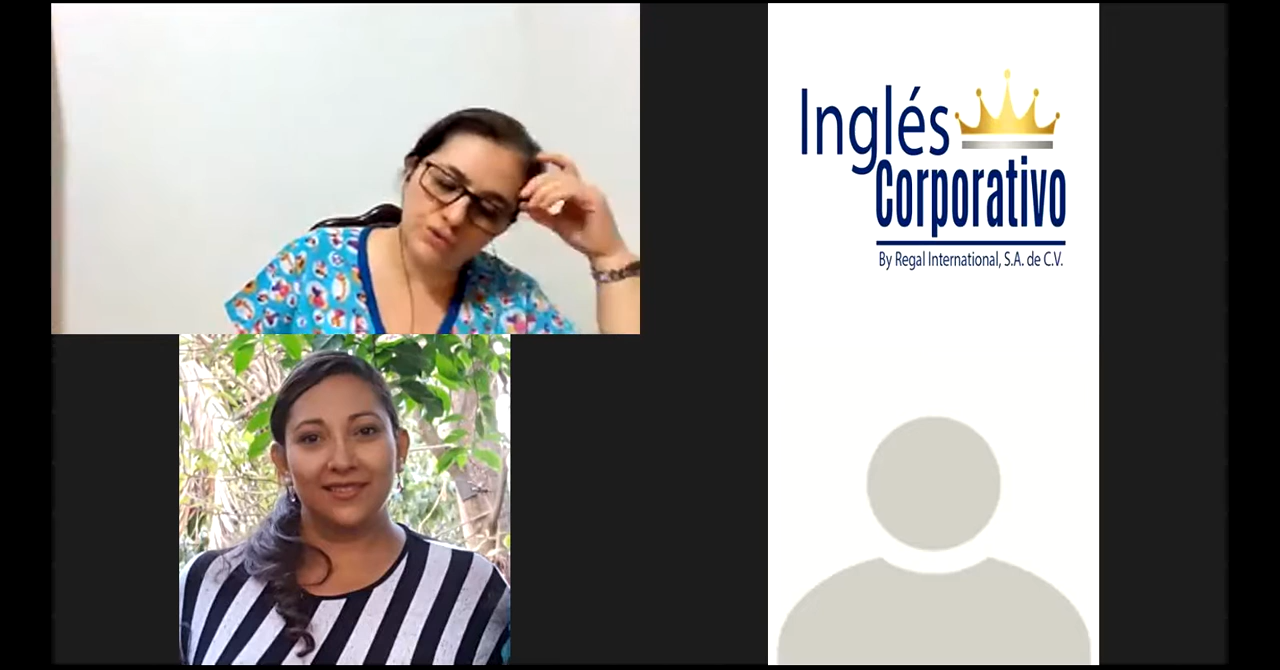 Inglés
Corporativo
By Regal International, S.A. de C.V.